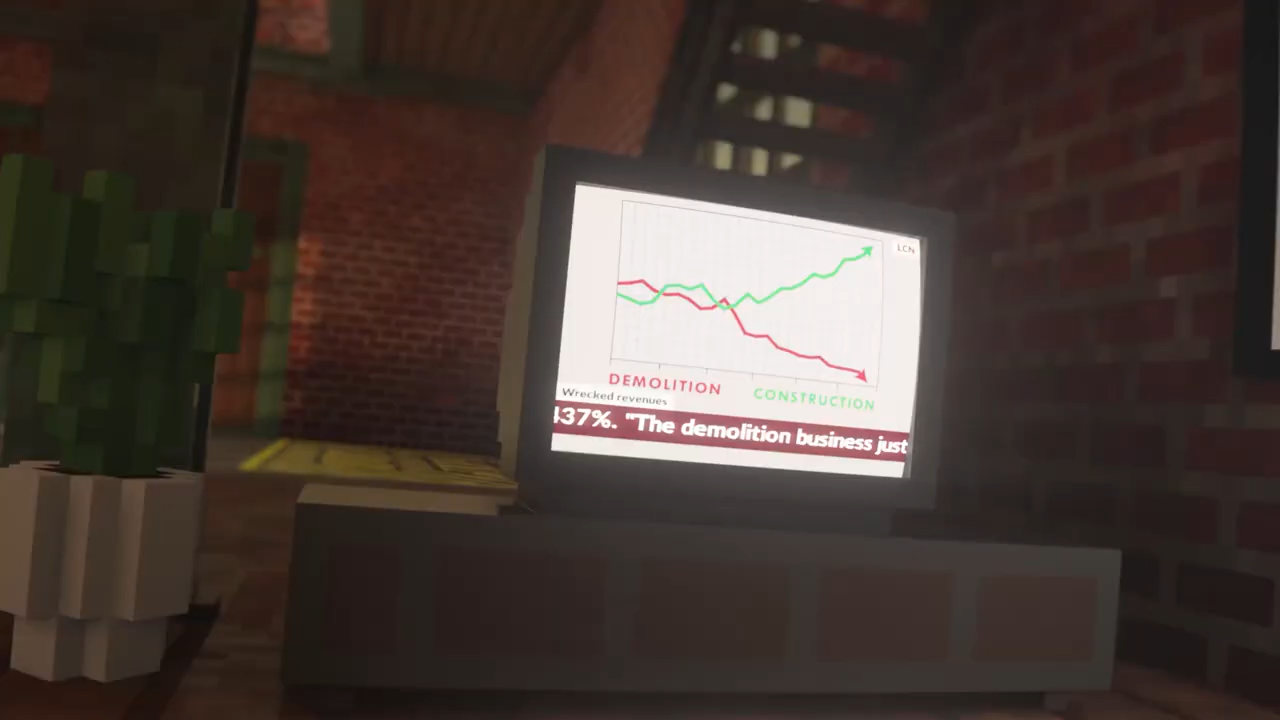 LCN
DEMOLITION CONSTRUCTION
Wrecked revenues
437%. "The demolition business just